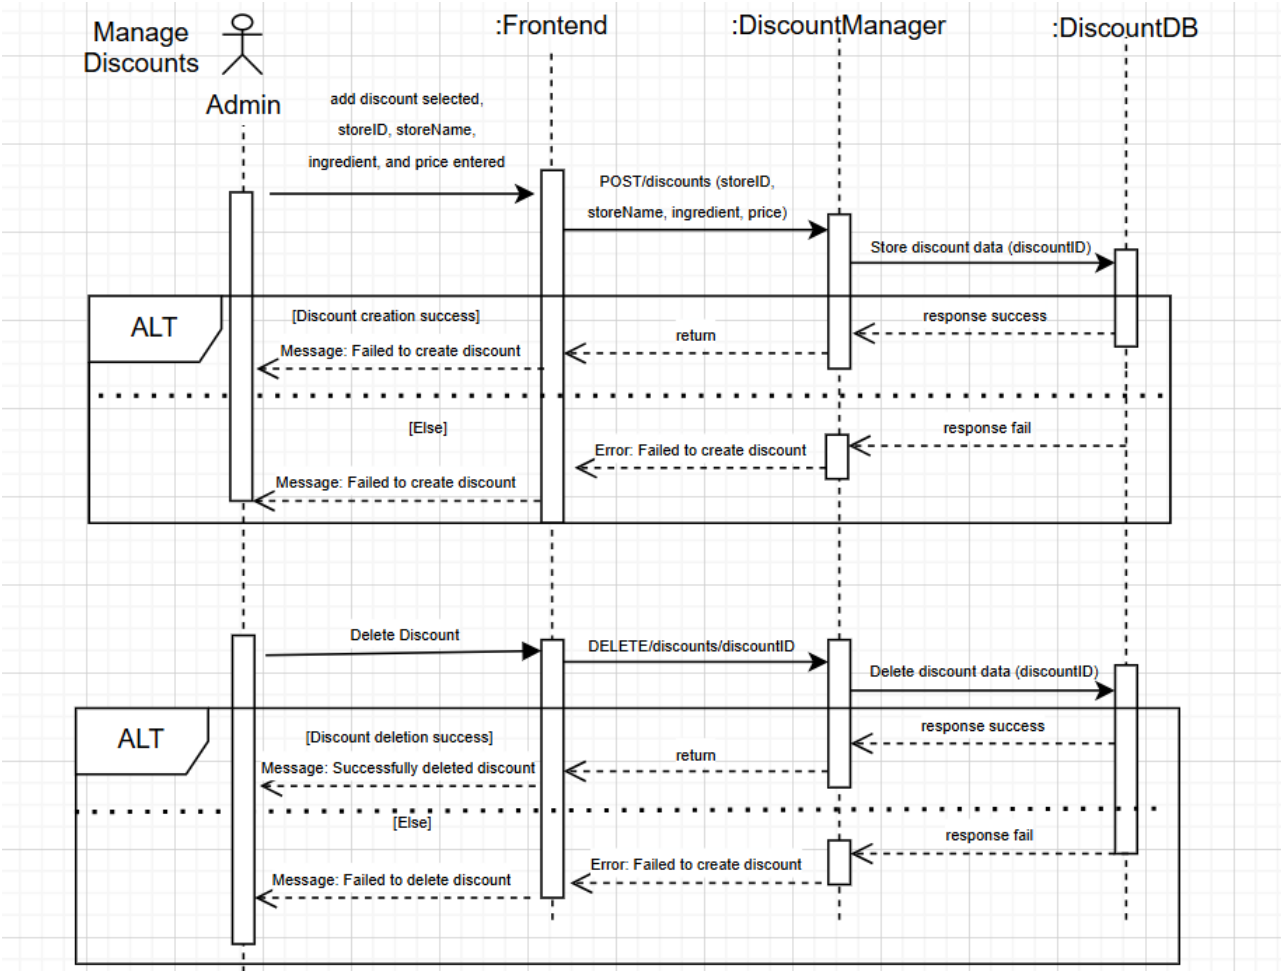 Manage
Discounts
Admin
:Frontend
:DiscountManager
:DiscountDB
add discount selected,
storeID, storeName,
ingredient, and price entered
POST/discounts (storeID,
storeName, ingredient, price)
Store discount data (discountID)
ALT
[Discount creation success]
response success
return
Message: Failed to create discount
[Else]
response fail
Error: Failed to create discount
Message: Failed to create discount
Delete Discount
DELETE/discounts/discountID
Delete discount data (discountID)
ALT
[Discount deletion success]
response success
return
Message: Successfully deleted discount
[Else]
response fail
Error: Failed to create discount
Message: Failed to delete discount